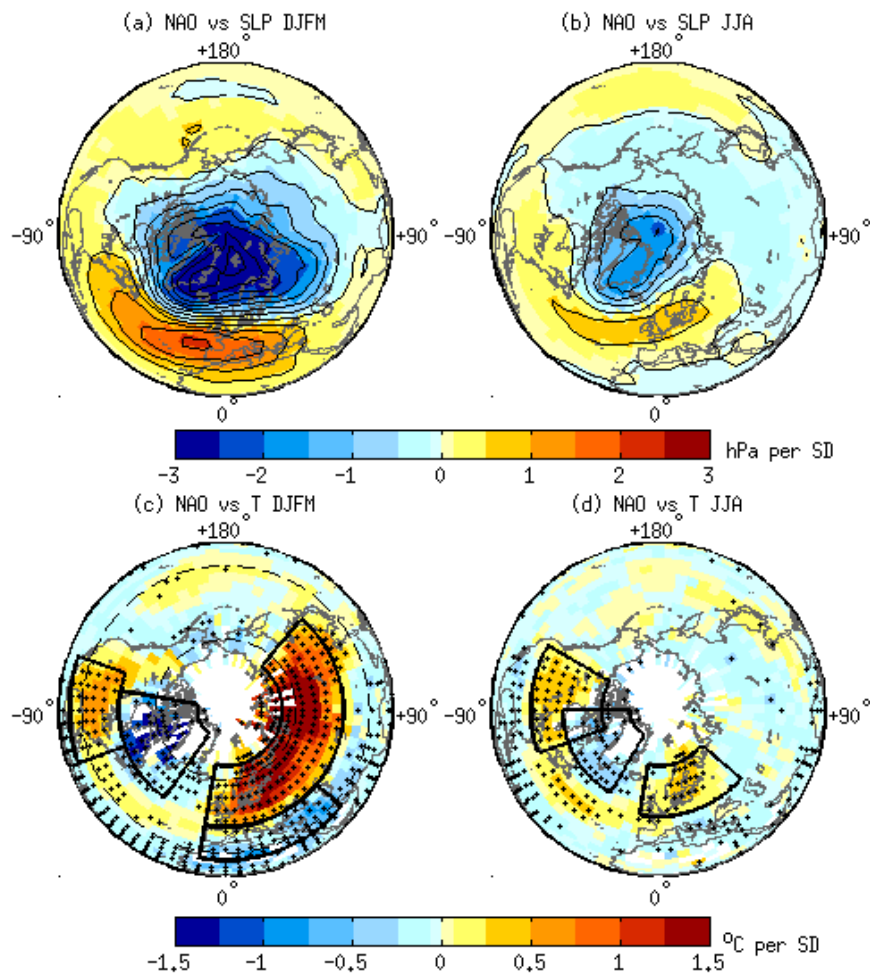 (a) NAO vs SLP DJFM
(b) NAO vs SLP JJA
+180°
+180°
-90°
+90°
-90°
+90°
0°
0°
-3 -2 -1 0 1 2 3
hPa per SD
(c) NAO vs T DJFM
(d) NAO vs T JJA
+180°
+180°
-90°
+90°
-90°
+90°
0°
0°
-1.5 -1 -0.5 0 0.5 1 1.5
°C per SD